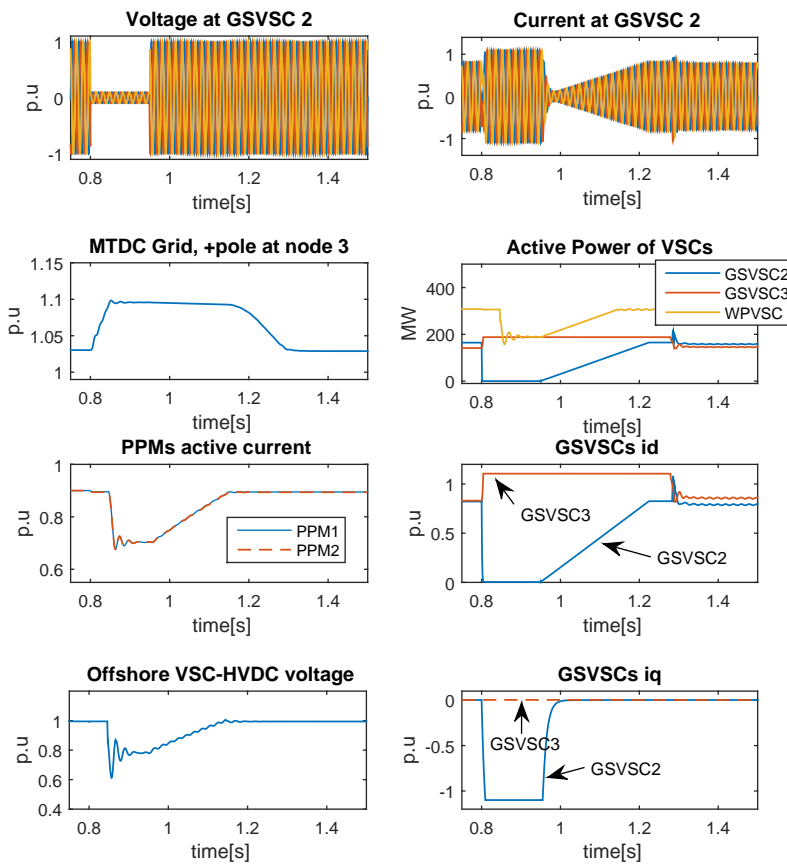 Voltage at GSVSC 2
p.u
1
0
-1
0.8
1
1.2
1.4
time[s]
Current at GSVSC 2
p.u
1
0
-1
0.8
1
1.2
1.4
time[s]
MTDC Grid, +pole at node 3
p.u
1.15
1.1
1.05
1
0.8
1
1.2
1.4
time[s]
Active Power of VSCs
MW
400
200
0
GSVSC2
GSVSC3
WPVSC
0.8
1
1.2
1.4
time[s]
PPMs active current
p.u
1
0.8
0.6
PPM1
PPM2
0.8
1
1.2
1.4
time[s]
GSVSCs id
p.u
1
0.5
0
GSVSC3
GSVSC2
0.8
1
1.2
1.4
time[s]
Offshore VSC-HVDC voltage
p.u
1
0.8
0.6
0.4
0.8
1
1.2
1.4
time[s]
GSVSCs iq
p.u
0
-0.5
-1
GSVSC3
GSVSC2
0.8
1
1.2
1.4
time[s]